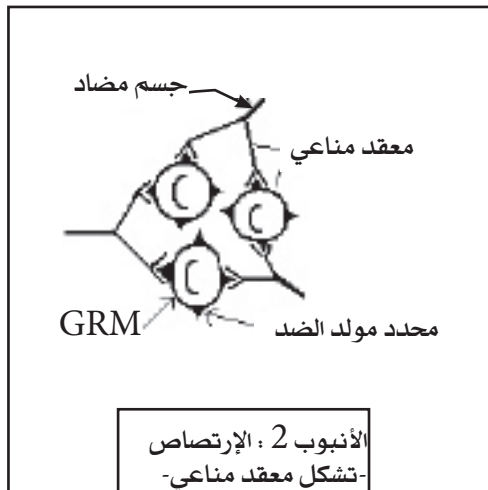 جسم مضاد
معقد مناعي
محدد مولد الضد
GRM
الأنبوب 2 : الإرتصاص
-تشكل معقد مناعي-